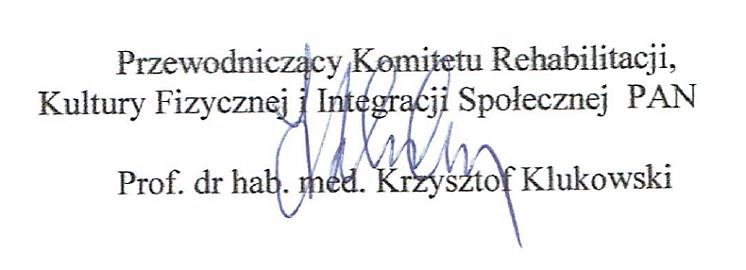 Przewodniczący Komitetu Rehabilitacji,
Kultury Fizycznej i Integracji Społecznej PAN
Prof. dr hab. med. Krzysztof Klukowski